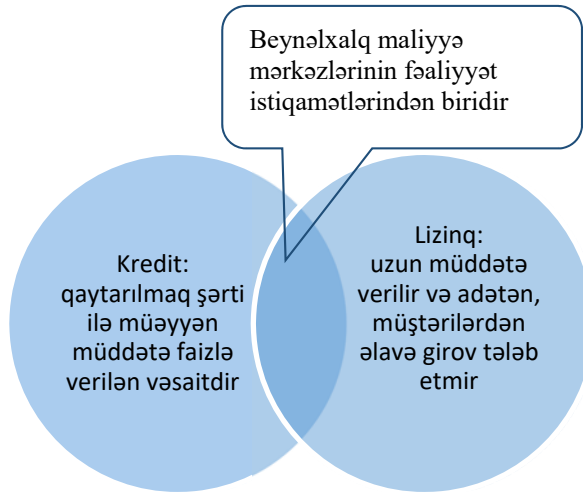 Beynəlxalq maliyyə
mərkəzlərinin fəaliyyət
istiqamətlərindən biridir
Kredit:
qaytarılmaq şərti
ilə müəyyən
müddətə faizlə
verilən vəsaitdir
Lizinq:
uzun müddətə
verilir və adətən,
müştərilərdən
əlavə girov tələb
etmir